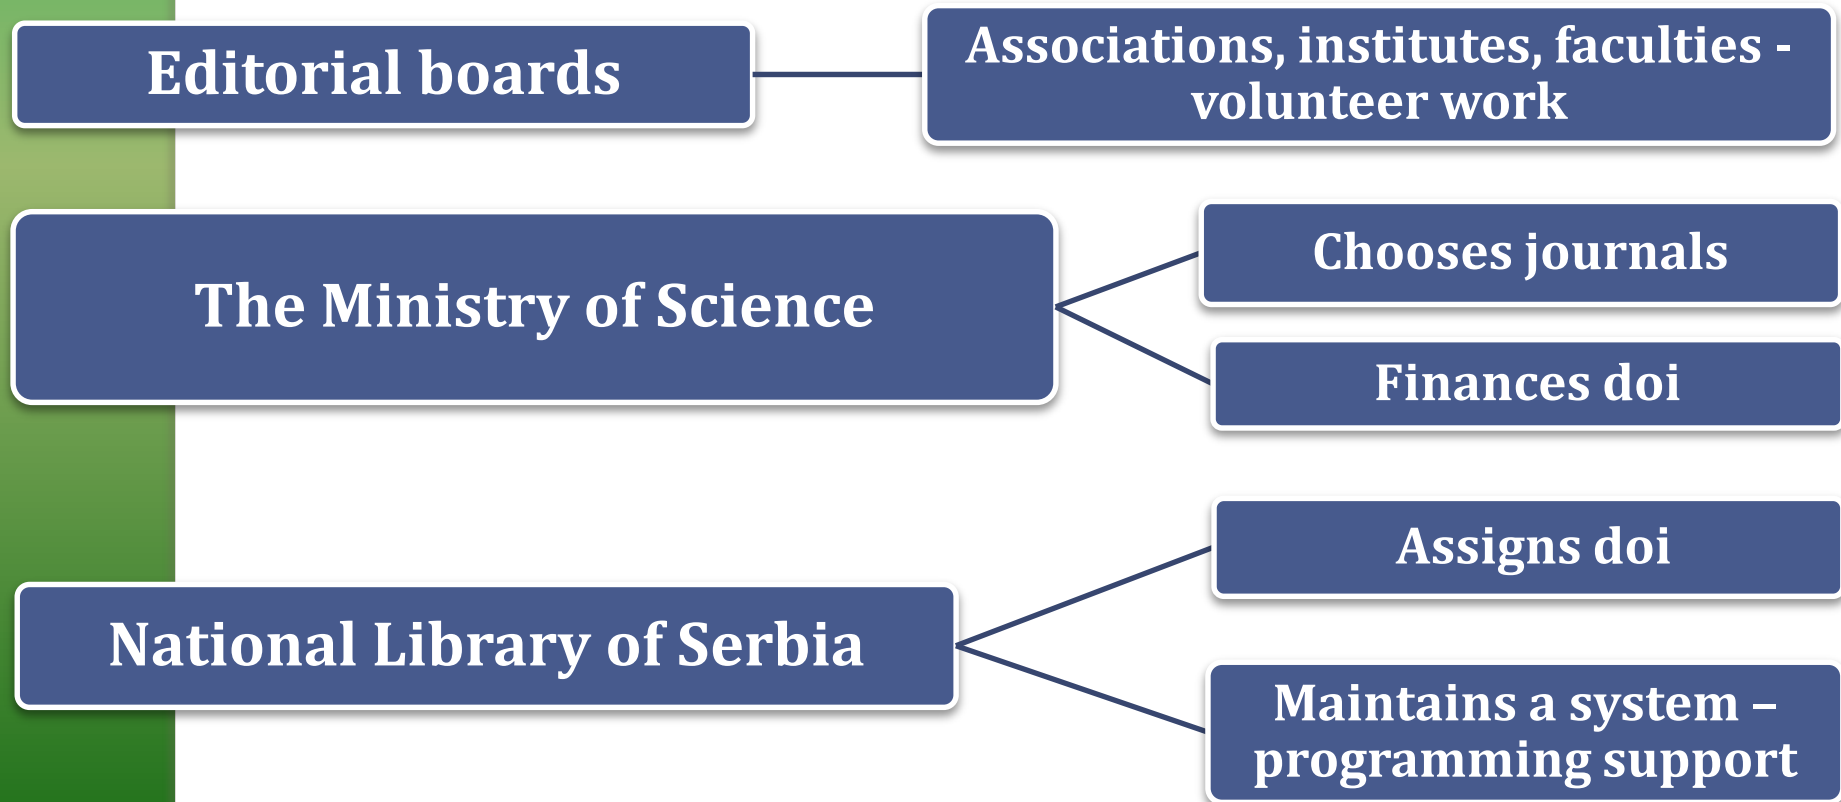 Editorial boards
Associations, institutes, faculties -
volunteer work
The Ministry of Science
Chooses journals
Finances doi
National Library of Serbia
Assigns doi
Maintains a system –
programming support